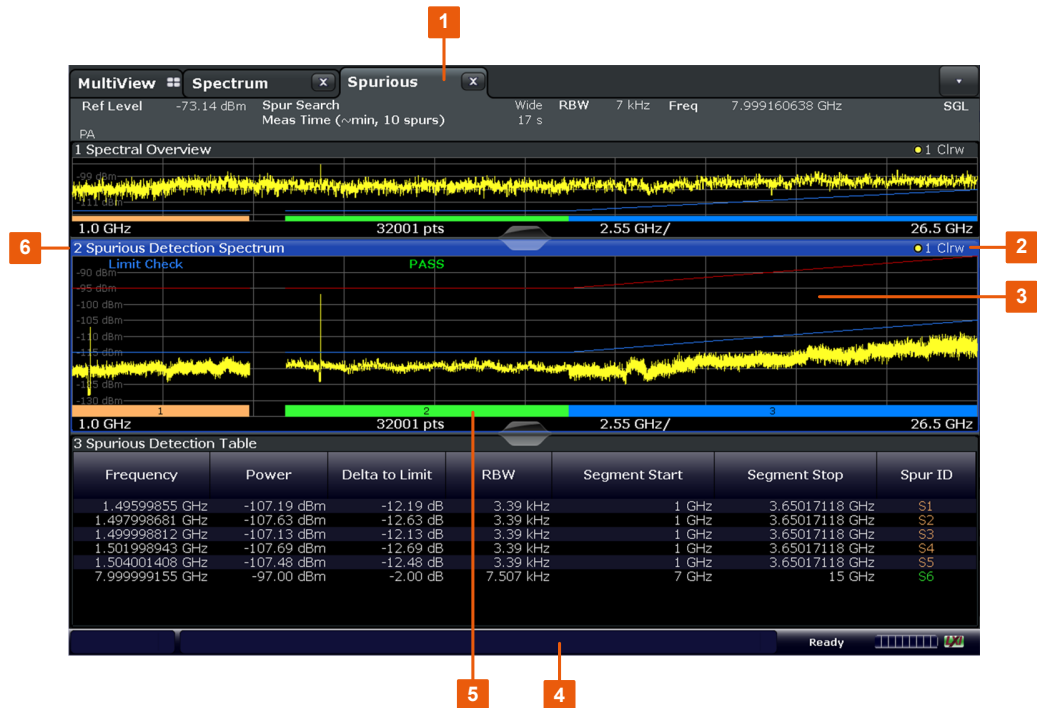 1
MultiView Spectrum X Spurious X
Ref Level -73.14 dBm Spur Search Wide RBW 7 kHz Freq 7.999160638 GHz SGL
Meas Time (~min, 10 spurs) 17 s
PA
1 Spectral Overview 1 Clrw
-99 dBm
-111 dBm
1.0 GHz 32001 pts 2.55 GHz/ 26.5 GHz
6
2 Spurious Detection Spectrum 1 Clrw
2
Limit Check PASS
-90 dBm
-95 dBm
3
-100 dBm
-105 dBm
-110 dBm
-115 dBm
-125 dBm
-130 dBm
1 2 3
1.0 GHz 32001 pts 2.55 GHz/ 26.5 GHz
3 Spurious Detection Table
Frequency Power Delta to Limit RBW Segment Start Segment Stop Spur ID
1.49599855 GHz -107.19 dBm -12.19 dB 3.39 kHz 1 GHz 3.65017118 GHz S1
1.497998681 GHz -107.63 dBm -12.63 dB 3.39 kHz 1 GHz 3.65017118 GHz S2
1.499998812 GHz -107.13 dBm -12.13 dB 3.39 kHz 1 GHz 3.65017118 GHz S3
1.501998943 GHz -107.69 dBm -12.69 dB 3.39 kHz 1 GHz 3.65017118 GHz S4
1.504001408 GHz -107.48 dBm -12.48 dB 3.39 kHz 1 GHz 3.65017118 GHz S5
7.999999155 GHz -97.00 dBm -2.00 dB 7.507 kHz 7 GHz 15 GHz S6
Ready
5 4